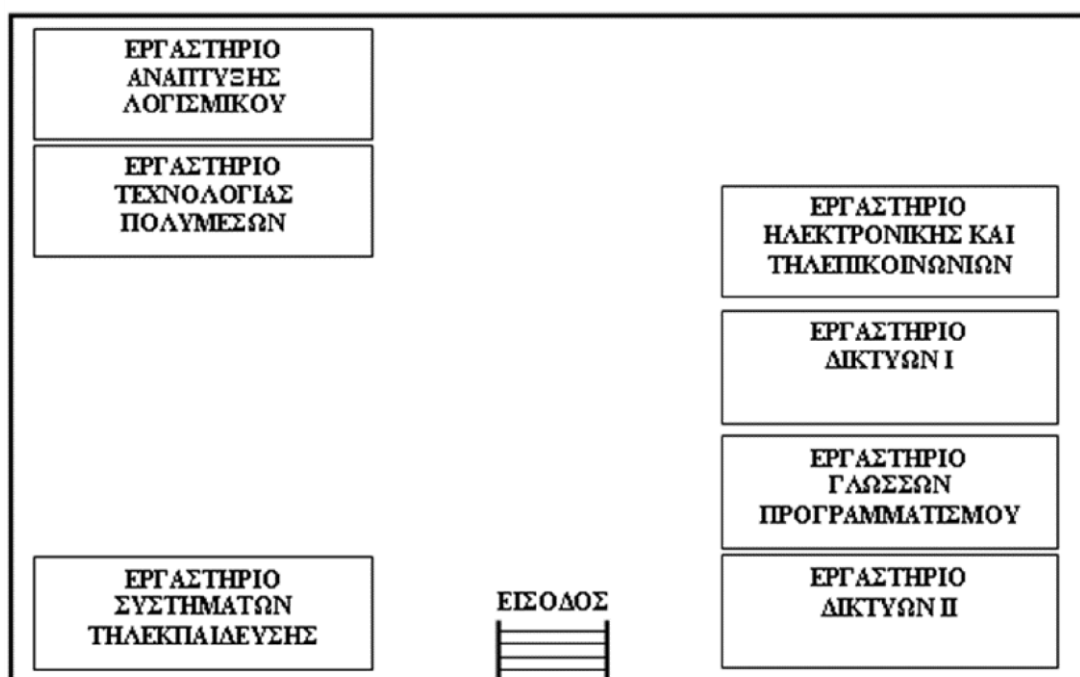 ΕΡΓΑΣΤΗΡΙΟ
ΑΝΑΠΤΥΞΗΣ
ΛΟΓΙΣΜΙΚΟΥ
ΕΡΓΑΣΤΗΡΙΟ
ΤΕΧΝΟΛΟΓΙΑΣ
ΠΟΛΥΜΕΣΩΝ
ΕΡΓΑΣΤΗΡΙΟ
ΣΥΣΤΗΜΑΤΩΝ
ΤΗΛΕΚΠΑΙΔΕΥΣΗΣ
ΕΙΣΟΔΟΣ
ΕΡΓΑΣΤΗΡΙΟ
ΗΛΕΚΤΡΟΝΙΚΗΣ ΚΑΙ
ΤΗΛΕΠΙΚΟΙΝΩΝΙΩΝ
ΕΡΓΑΣΤΗΡΙΟ
ΔΙΚΤΥΩΝ Ι
ΕΡΓΑΣΤΗΡΙΟ
ΓΛΩΣΣΩΝ
ΠΡΟΓΡΑΜΜΑΤΙΣΜΟΥ
ΕΡΓΑΣΤΗΡΙΟ
ΔΙΚΤΥΩΝ ΙΙ